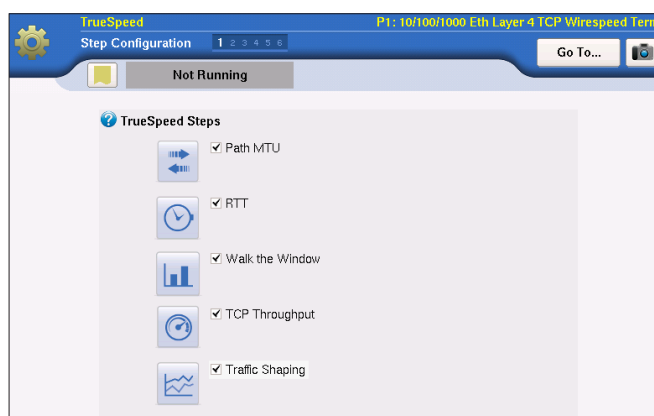 TrueSpeed
P1: 10/100/1000 Eth Layer 4 TCP Wirespeed Term
Step Configuration 1 2 3 4 5 6
Go To...
Not Running
TrueSpeed Steps
Path MTU
RTT
Walk the Window
TCP Throughput
Traffic Shaping